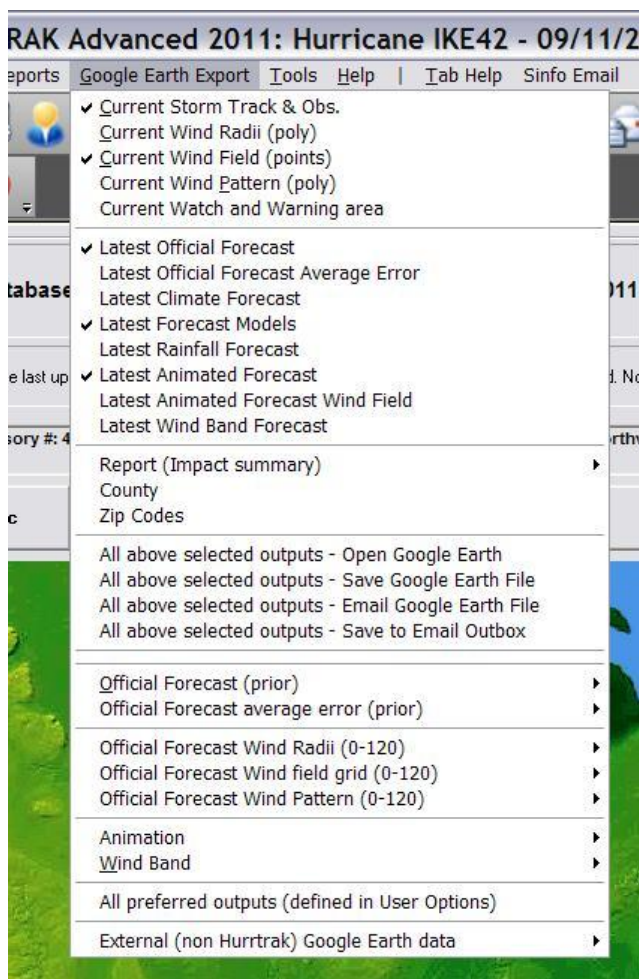 RAK Advanced 2011: Hurricane IKE42 - 09/11/2
eports Google Earth Export Tools Help | Tab Help Sinfo Email
Current Storm Track & Obs.
Current Wind Radii (poly)
Current Wind Field (points)
Current Wind Pattern (poly)
Current Watch and Warning area
Latest Official Forecast
Latest Official Forecast Average Error
tabase
Latest Climate Forecast
011
Latest Forecast Models
Latest Rainfall Forecast
e last up
Latest Animated Forecast
d. No
Latest Animated Forecast Wind Field
Latest Wind Band Forecast
sory #: 4
orthw
Report (Impact summary)
County
Zip Codes
c
All above selected outputs - Open Google Earth
All above selected outputs - Save Google Earth File
All above selected outputs - Email Google Earth File
All above selected outputs - Save to Email Outbox
Official Forecast (prior)
Official Forecast average error (prior)
Official Forecast Wind Radii (0-120)
Official Forecast Wind field grid (0-120)
Official Forecast Wind Pattern (0-120)
Animation
Wind Band
All preferred outputs (defined in User Options)
External (non Hurrtrak) Google Earth data